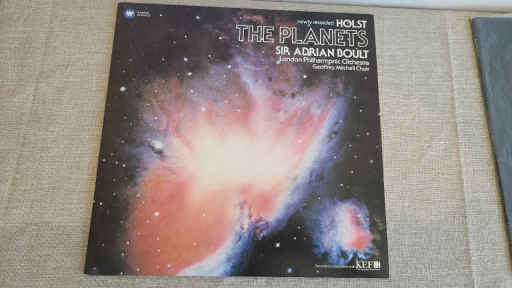 newly recorded HOLST
THE PLANETS
SIR ADRIAN BOULT
London Philharmonic Orchestra
Geoffrey Mitchell Choir
KEF